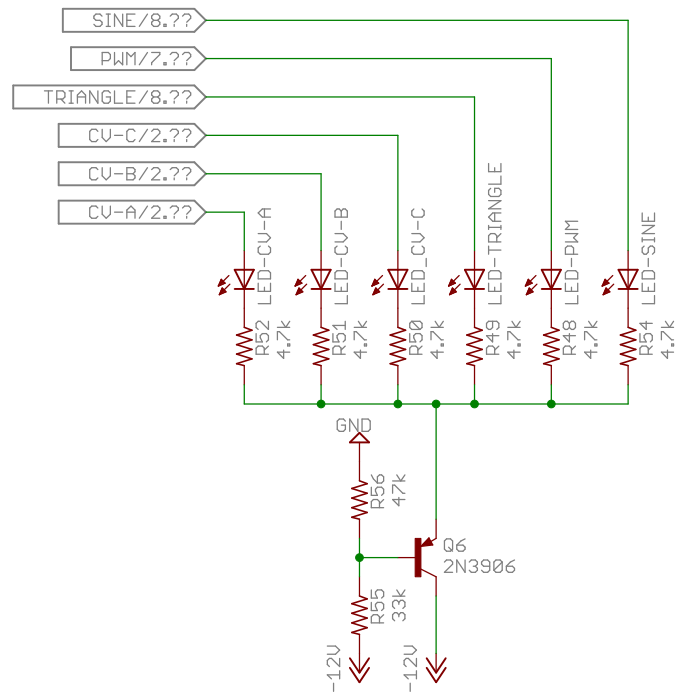 SINE/8.??
PWM/7.??
TRIANGLE/8.??
CV-C/2.??
CV-B/2.??
CV-A/2.??
LED-CV-A
LED-CV-B
LED_CV-C
LED-TRIANGLE
LED-PWM
LED-SINE
R52
4.7k
R51
4.7k
R50
4.7k
R49
4.7k
R48
4.7k
R54
4.7k
GND
R56
47k
Q6
2N3906
R55
33k
-12V
-12V